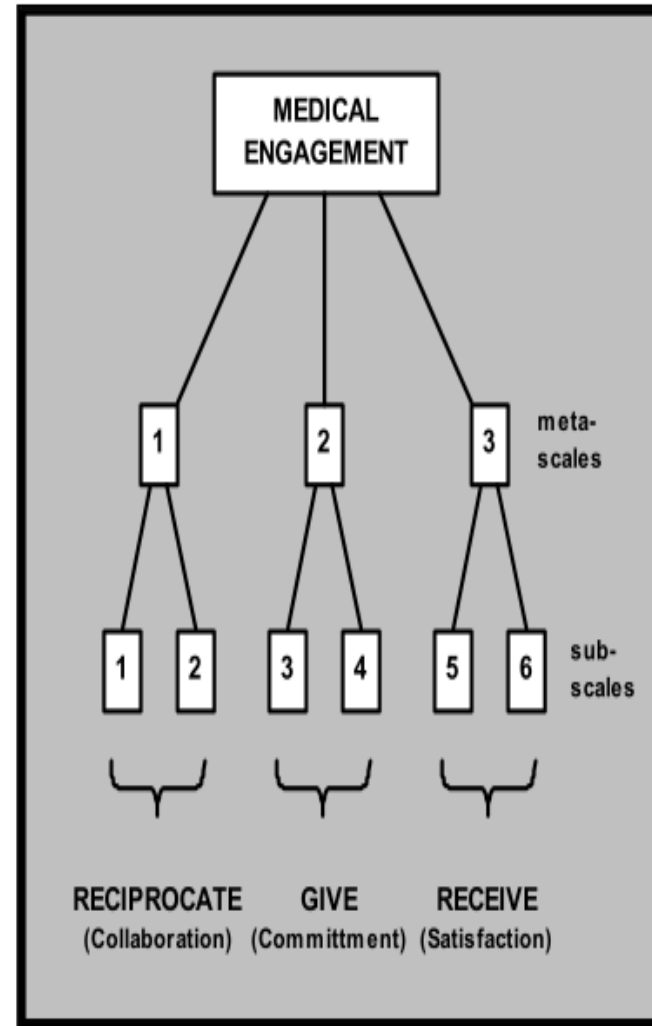 MEDICAL
ENGAGEMENT
1
2
3
meta-
scales
1
2
3
4
5
6
sub-
scales
RECIPROCATE
(Collaboration)
GIVE
(Committment)
RECEIVE
(Satisfaction)